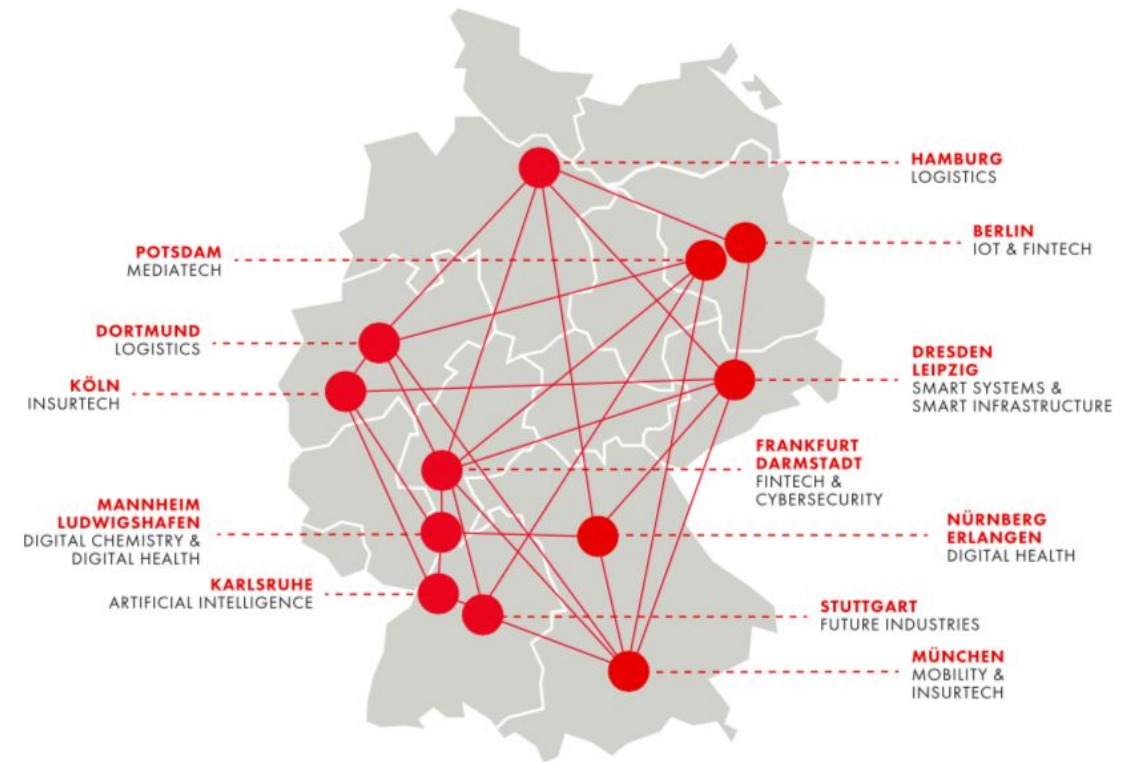 HAMBURG
LOGISTICS
BERLIN
IOT & FINTECH
POTSDAM
MEDIATECH
DORTMUND
LOGISTICS
KÖLN
INSURTECH
DRESDEN
LEIPZIG
SMART SYSTEMS &
SMART INFRASTRUCTURE
FRANKFURT
DARMSTADT
FINTECH &
CYBERSECURITY
MANNHEIM
LUDWIGSHAFEN
DIGITAL CHEMISTRY &
DIGITAL HEALTH
NÜRNBERG
ERLANGEN
DIGITAL HEALTH
KARLSRUHE
ARTIFICIAL INTELLIGENCE
STUTTGART
FUTURE INDUSTRIES
MÜNCHEN
MOBILITY &
INSURTECH